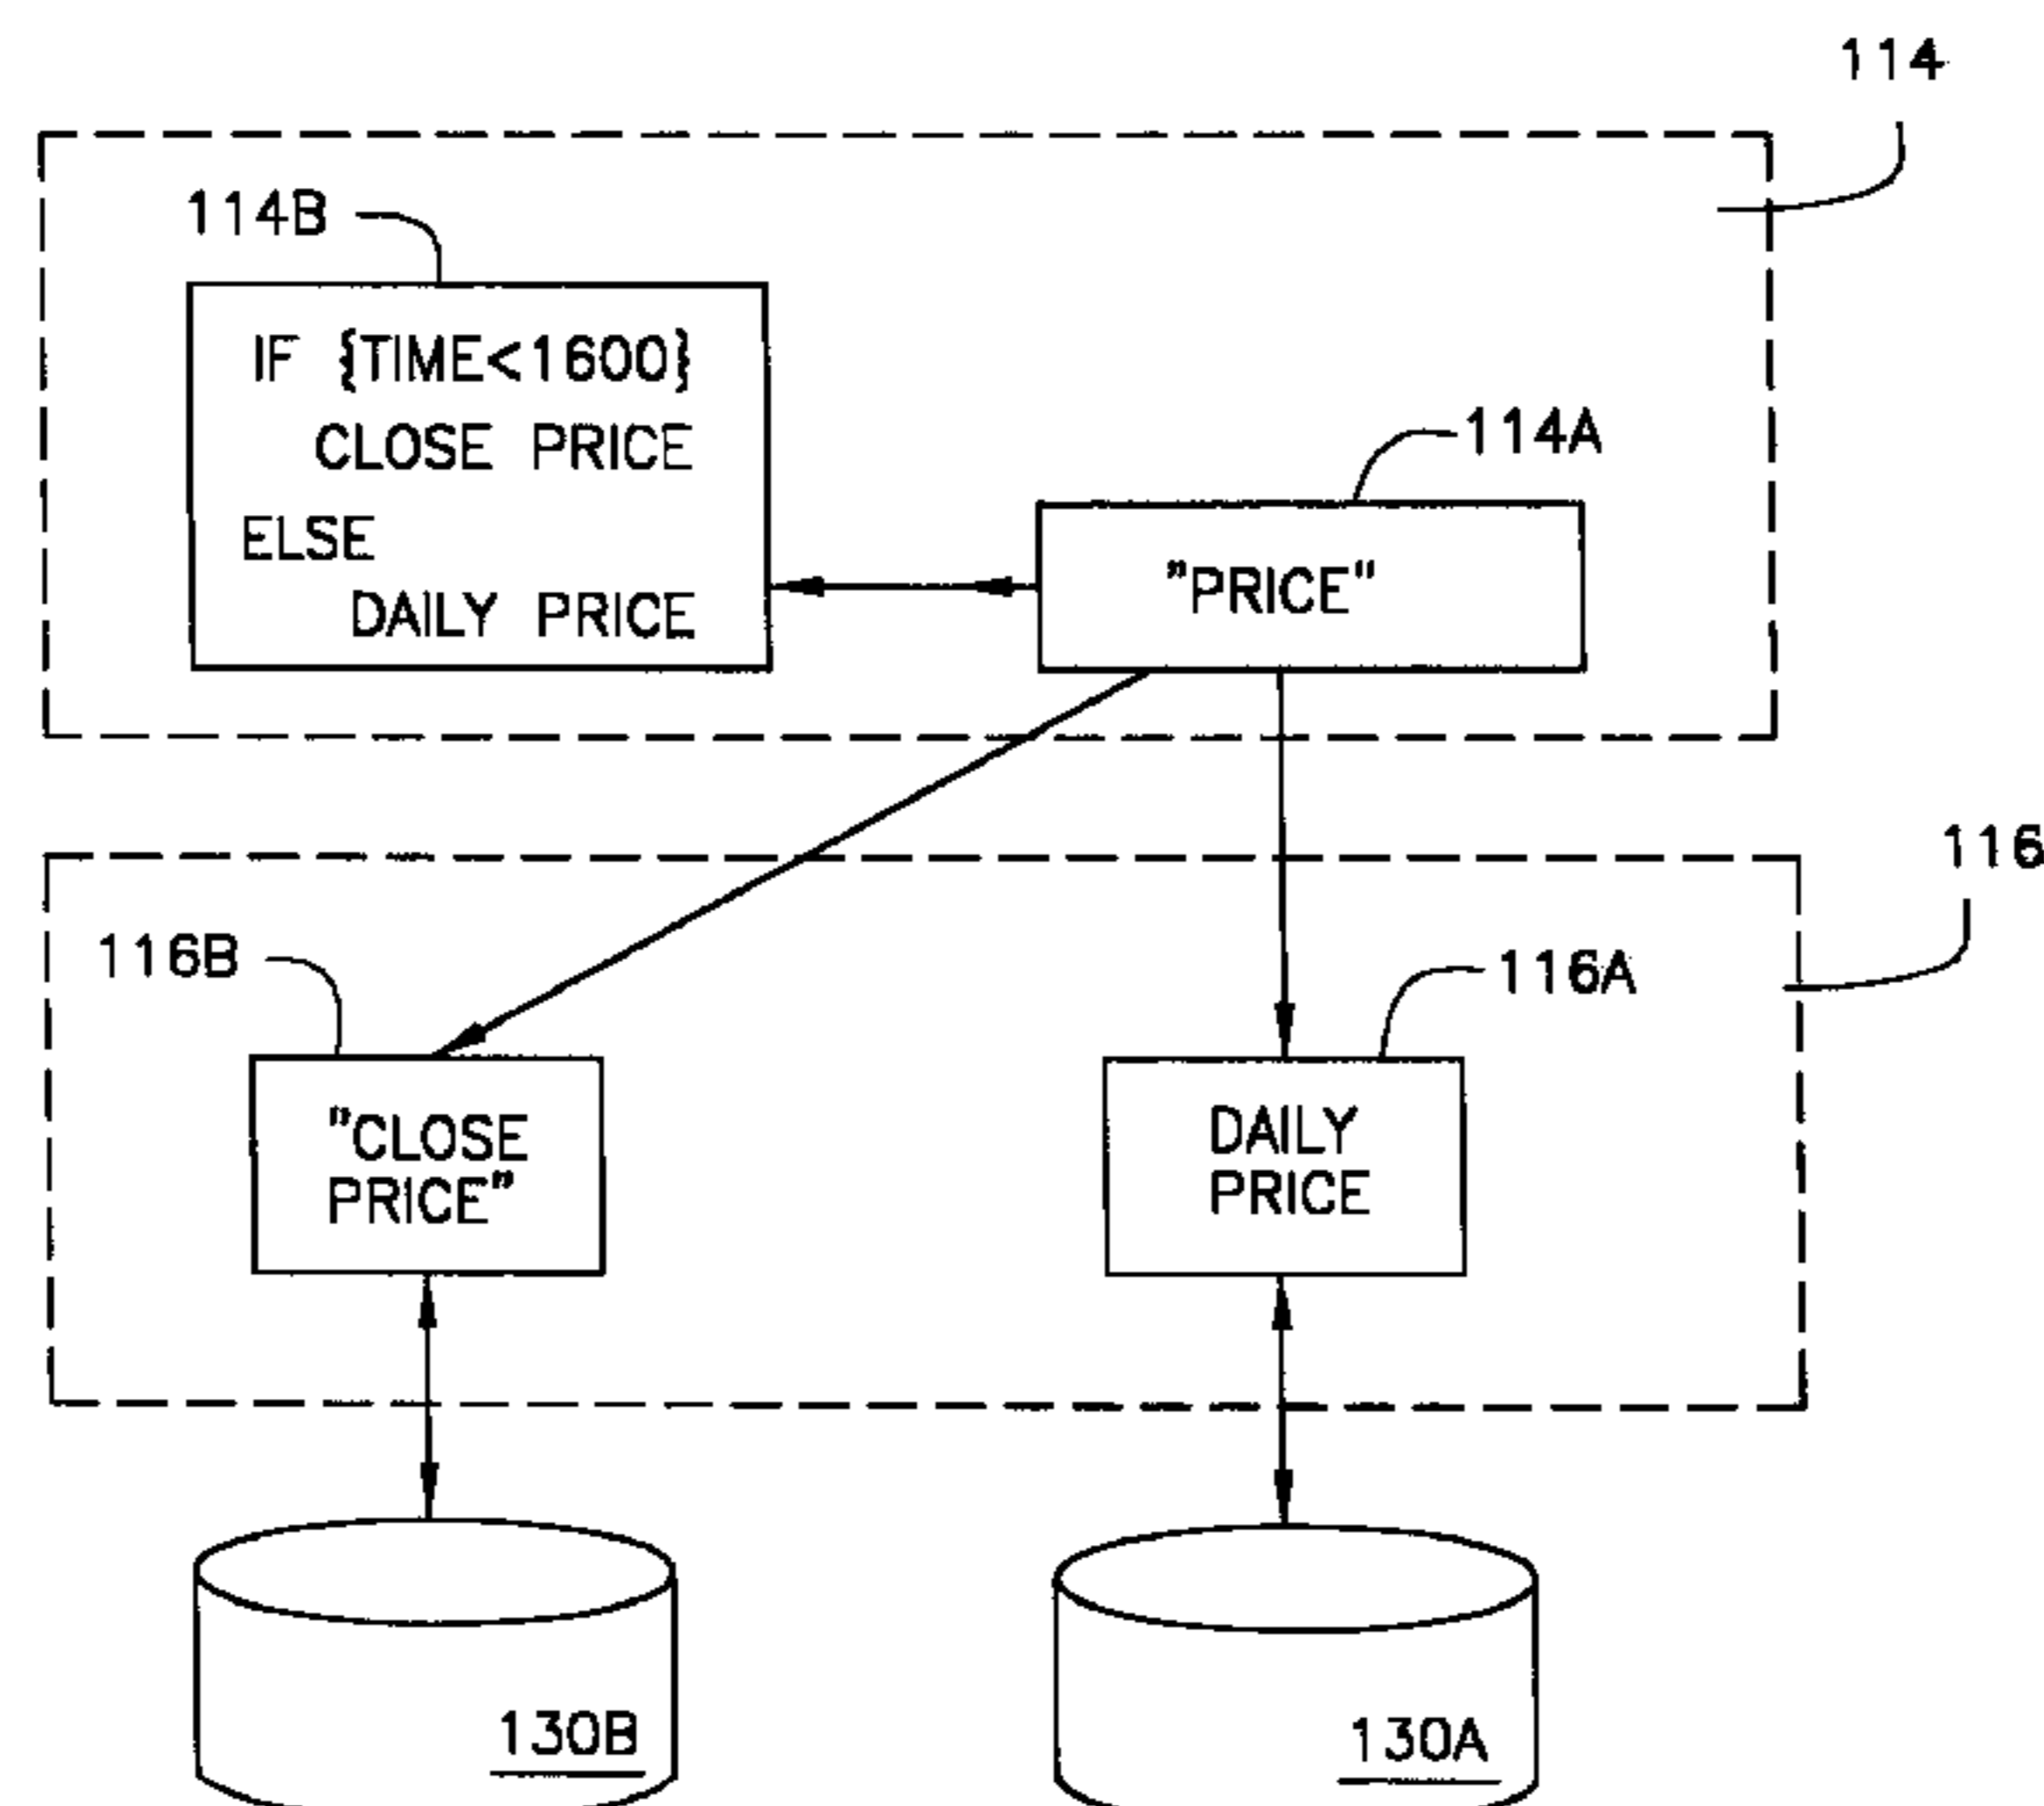 114
114B
IF {TIME<1600}
CLOSE PRICE
ELSE
DAILY PRICE
114A
"PRICE"
116
116B
116A
"CLOSE
PRICE"
DAILY
PRICE
130B
130A